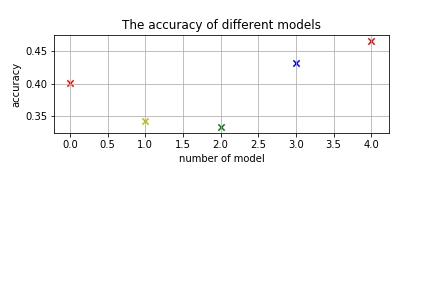 The accuracy of different models
0.45
0.40
0.35
accuracy
0.0 0.5 1.0 1.5 2.0 2.5 3.0 3.5 4.0
number of model